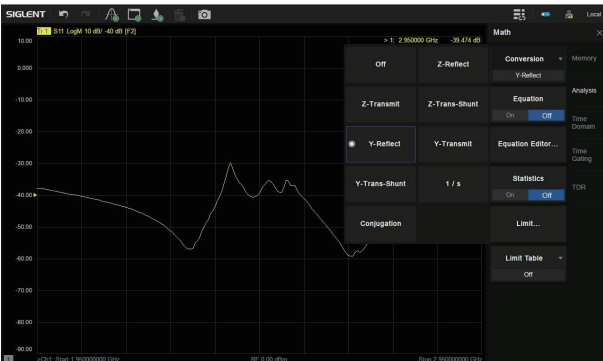 SIGLENT
Local
Tr 1 S11 LogM 10 dB/ -40 dB [F2]
> 1: 2.950000 GHz -39.474 dB
10.00
0.000
-10.00
-20.00
-30.00
-40.00
-50.00
-60.00
-70.00
-80.00
-90.00
Off
Z-Reflect
Z-Transmit
Z-Trans-Shunt
Y-Reflect
Y-Transmit
Y-Trans-Shunt
1 / s
Conjugation
Math
Conversion
Y-Reflect
Equation
On Off
Equation Editor...
Statistics
On Off
Limit...
Limit Table
Off
Memory
Analysis
Time
Domain
Time
Gating
TDR
1 >Ch1: Start 1.950000000 GHz RF 0.00 dBm Stop 2.950000000 GHz